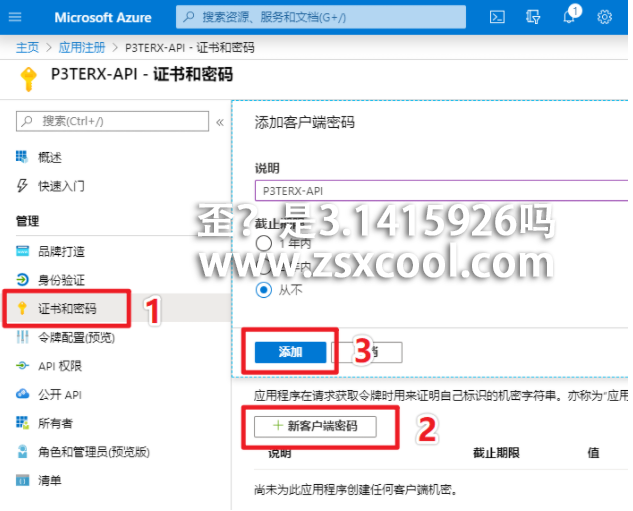 Microsoft Azure
搜索资源、服务和文档(G+/)
1
主页 > 应用注册 > P3TERX-API - 证书和密码
P3TERX-API - 证书和密码
搜索(Ctrl+/)
«
概述
快速入门
管理
品牌打造
身份验证
证书和密码
1
令牌配置(预览)
API 权限
公开 API
所有者
角色和管理员(预览版)
清单
添加客户端密码
说明
P3TERX-API
歪?是3.1415926吗
截止期限
1 年内
www.zsxcool.com
年内
从不
添加
3
应用程序在请求获取令牌时用来证明自己标识的机密字符串。亦称为"应用
+ 新客户端密码
2
说明
截止期限
值
尚未为此应用程序创建任何客户端机密。